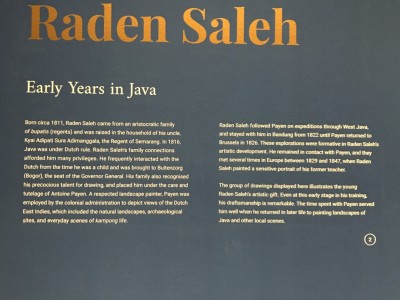 Raden Saleh
Early Years in Java
Born circa 1811, Raden Saleh came from an aristocratic family
of bupatis (regents) and was raised in the household of his uncle,
Kyai Adipati Sura Adimanggala, the Regent of Semarang. In 1816,
Java was under Dutch rule. Raden Saleh's family connections
afforded him many privileges. He frequently interacted with the
Dutch from the time he was a child and was brought to Buitenzorg
(Bogor), the seat of the Governor General. His family also recognised
his precocious talent for drawing, and placed him under the care and
tutelage of Antoine Payen. A respected landscape painter, Payen was
employed by the colonial administration to depict views of the Dutch
East Indies, which included the natural landscapes, archaeological
sites, and everyday scenes of kampong life.
Raden Saleh followed Payen on expeditions through West Java,
and stayed with him in Bandung from 1822 until Payen returned to
Brussels in 1826. These explorations were formative in Raden Saleh's
artistic development. He remained in contact with Payen, and they
met several times in Europe between 1829 and 1847, when Raden
Saleh painted a sensitive portrait of his former teacher.
The group of drawings displayed here illustrates the young
Raden Saleh's artistic gift. Even at this early stage in his training,
his draftsmanship is remarkable. The time spent with Payen served
him well when he returned in later life to painting landscapes of
Java and other local scenes.
2